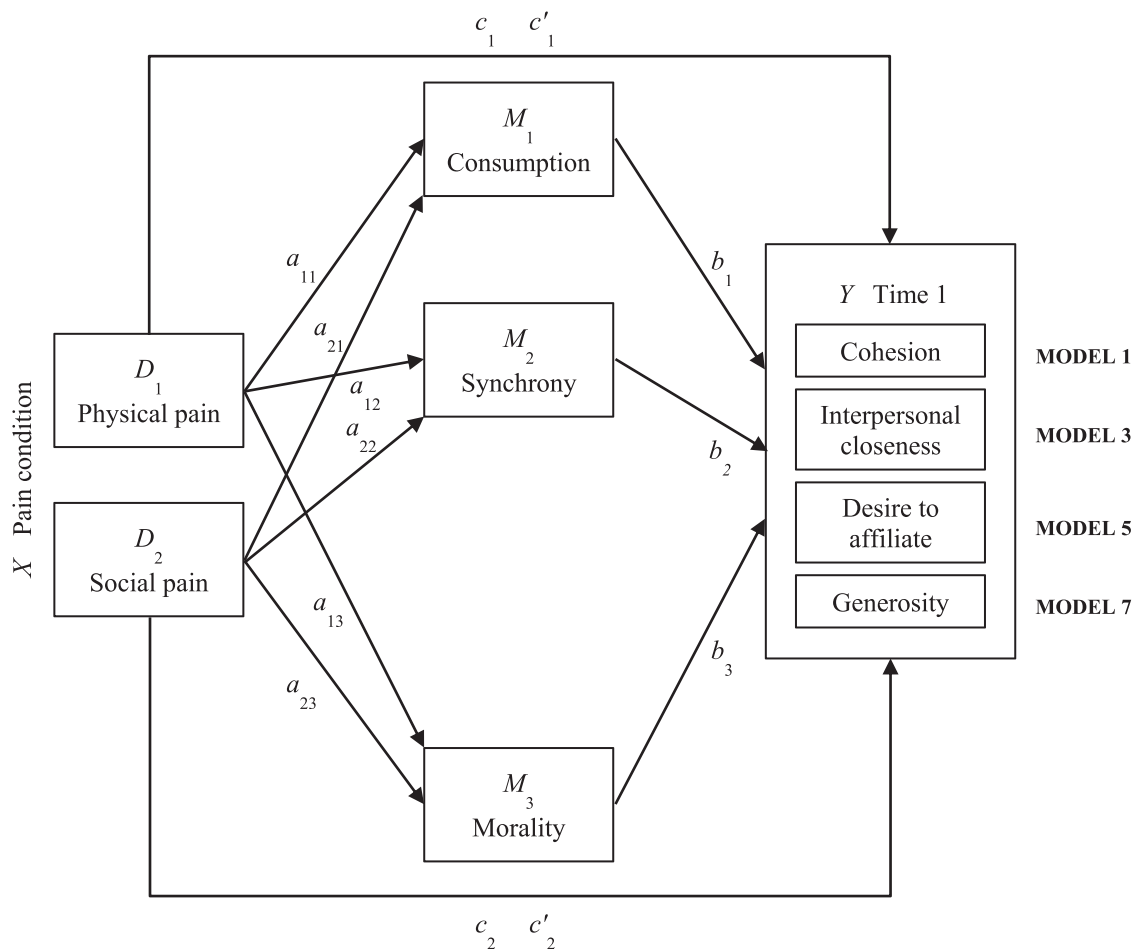 c₁ c′₁
M₁
Consumption
a₁₁
b₁
Y Time 1
a₂₁
M₂
Synchrony
Cohesion
MODEL 1
D₁
Physical pain
a₁₂
Interpersonal
closeness
MODEL 3
a₂₂
b₂
X Pain condition
D₂
Social pain
Desire to
affiliate
MODEL 5
a₁₃
Generosity
MODEL 7
b₃
a₂₃
M₃
Morality
c₂ c′₂